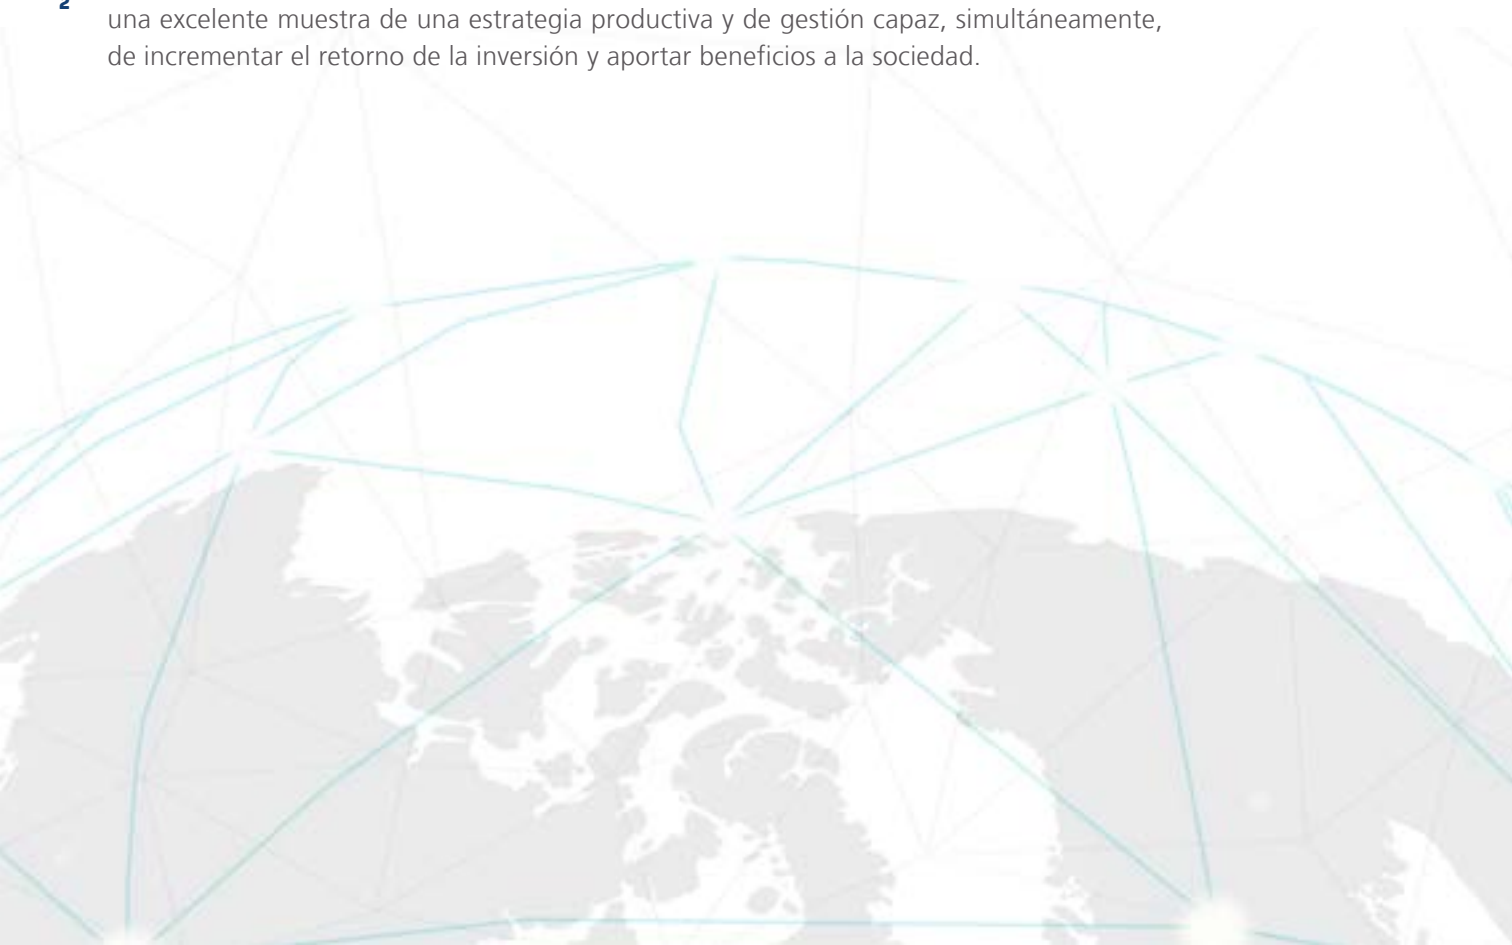 una excelente muestra de una estrategia productiva y de gestión capaz, simultáneamente,
de incrementar el retorno de la inversión y aportar beneficios a la sociedad.